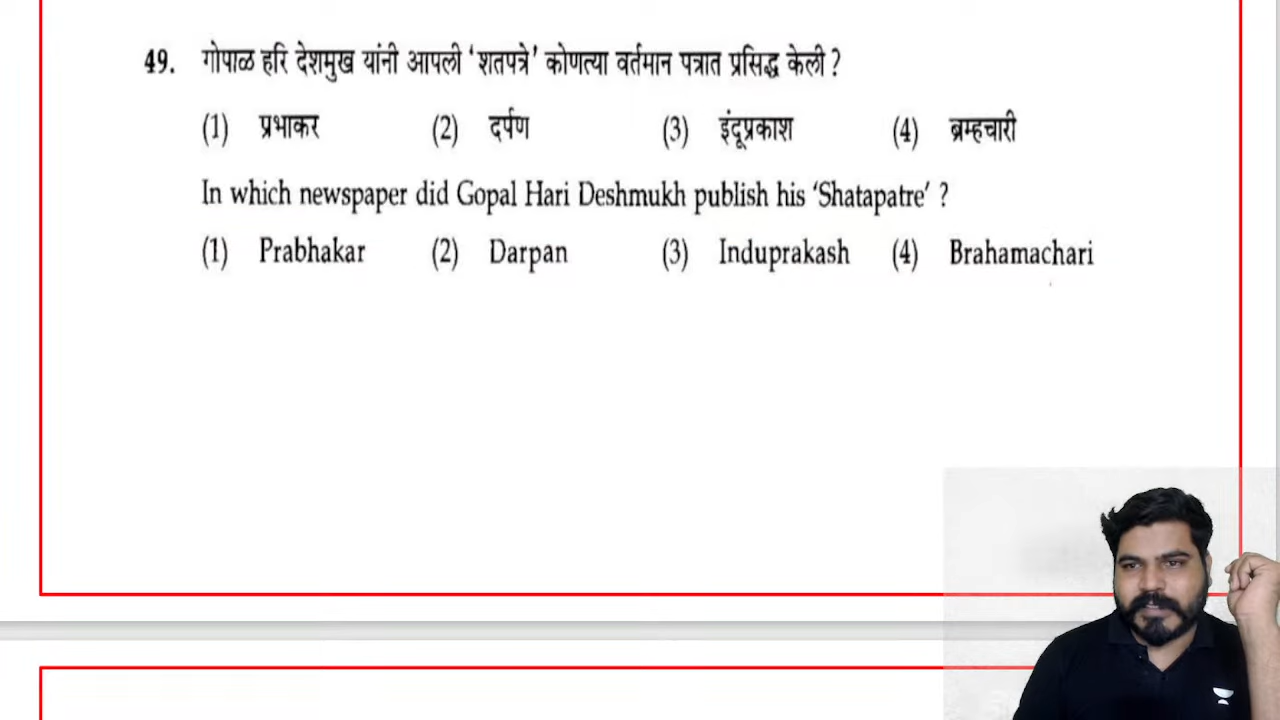 49. गोपाळ हरि देशमुख यांनी आपली ‘शतपत्रे’ कोणत्या वर्तमान पत्रात प्रसिद्ध केली ?
(1) प्रभाकर (2) दर्पण (3) इंदूप्रकाश (4) ब्रम्हचारी
In which newspaper did Gopal Hari Deshmukh publish his ‘Shatapatre’ ?
(1) Prabhakar (2) Darpan (3) Induprakash (4) Brahamachari